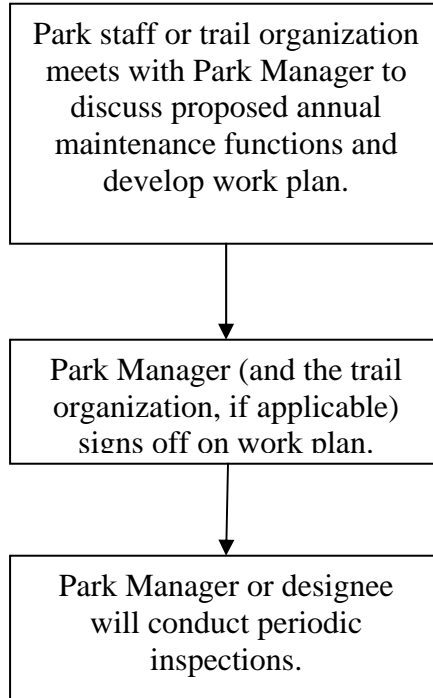 Park staff or trail organization
meets with Park Manager to
discuss proposed annual
maintenance functions and
develop work plan.
Park Manager (and the trail
organization, if applicable)
signs off on work plan.
Park Manager or designee
will conduct periodic
inspections.